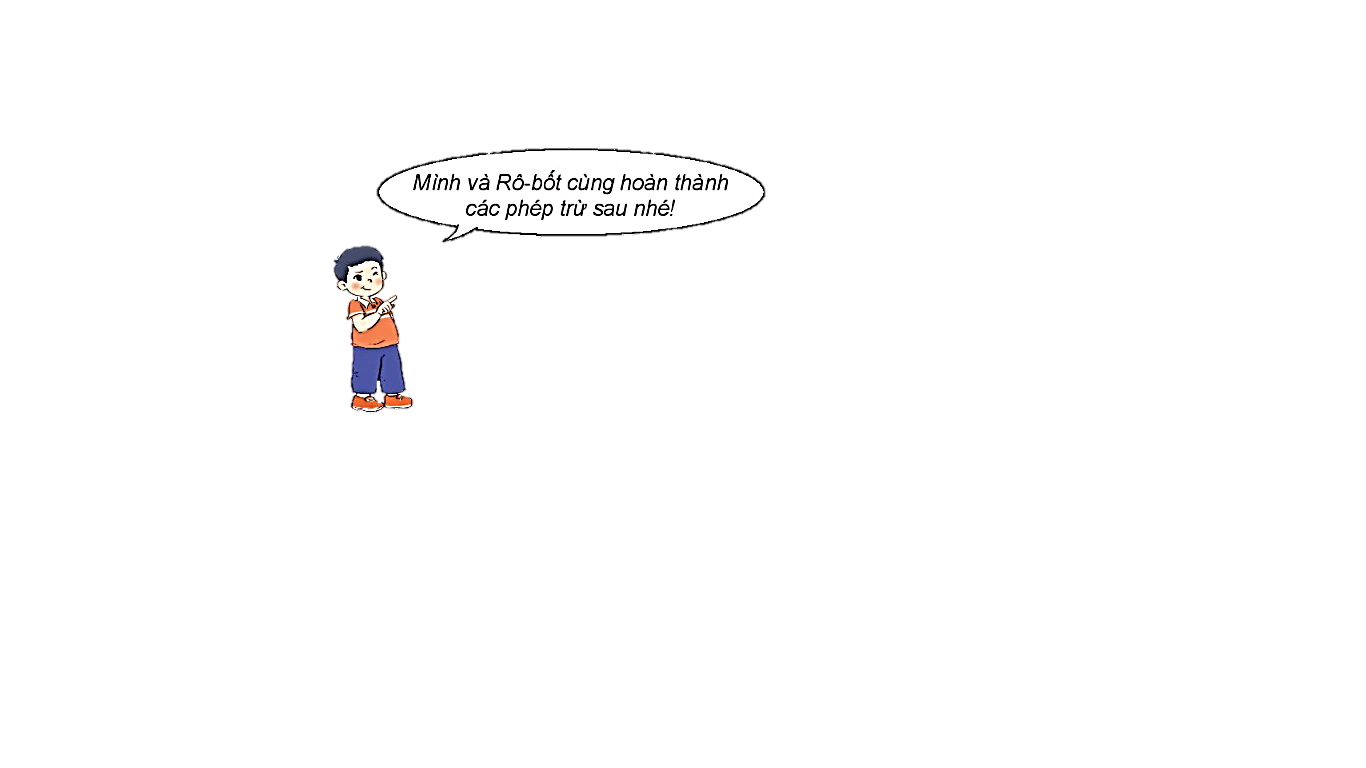 Mình và Rô-bốt cùng hoàn thành
các phép trừ sau nhé!